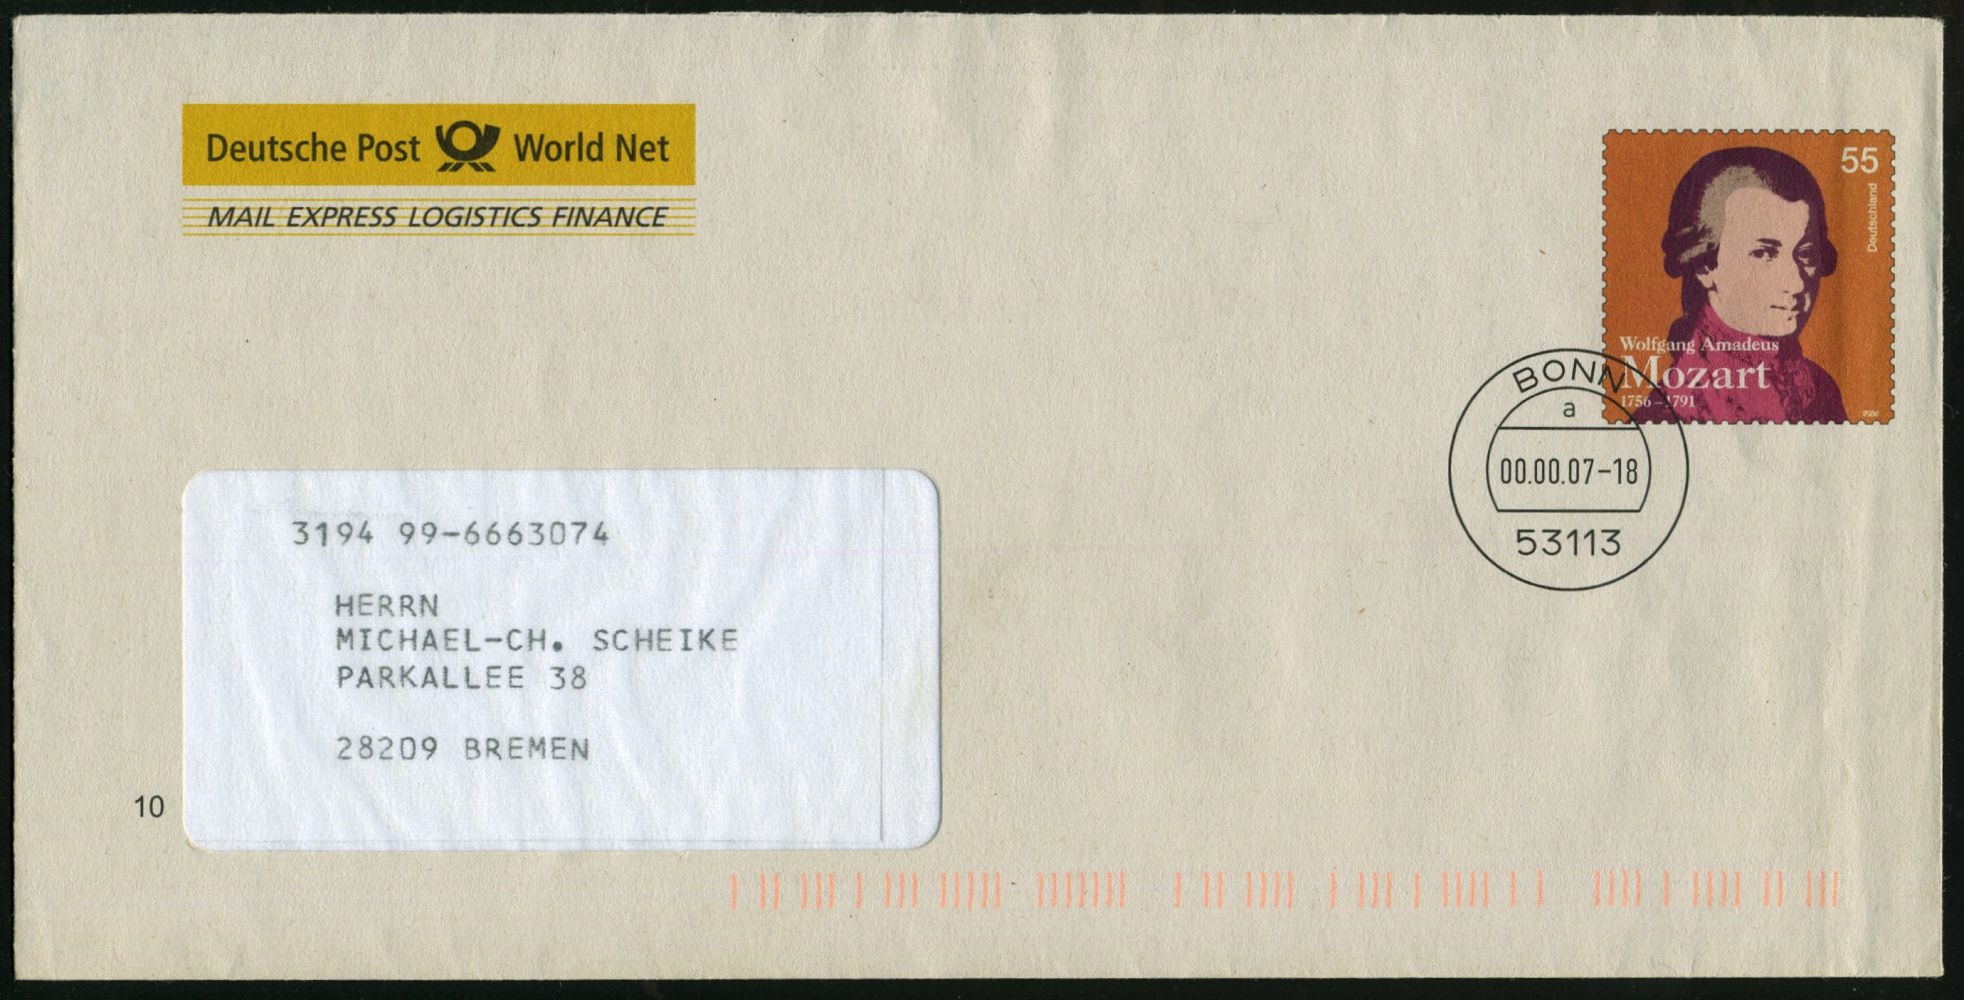 Deutsche Post World Net
MAIL EXPRESS LOGISTICS FINANCE
55
Deutschland
Wolfgang Amadeus
Mozart
1756–1791
BONN
a
00.00.07-18
53113
3194 99-6663074
HERRN
MICHAEL-CH. SCHEIKE
PARKALLEE 38
28209 BREMEN
10